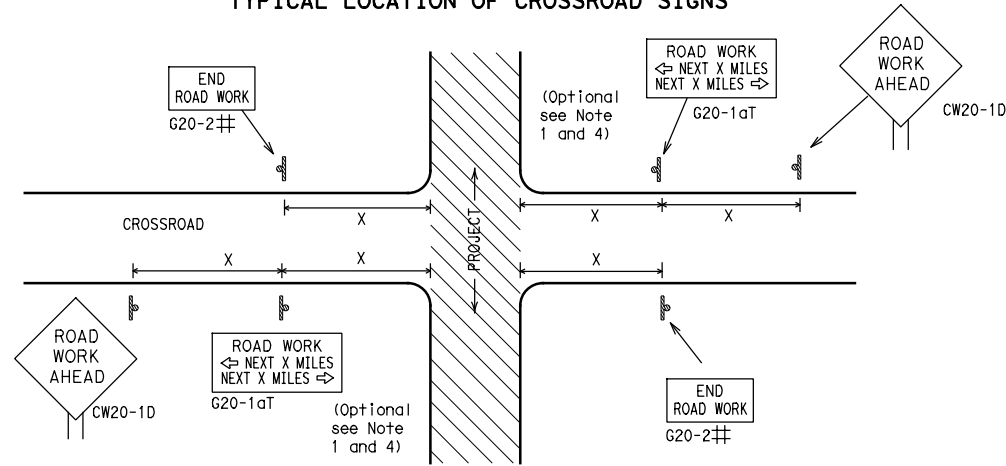 TYPICAL LOCATION OF CROSSROAD SIGNS
END
ROAD WORK
G20-2#
(Optional
see Note
1 and 4)
ROAD WORK
⇦ NEXT X MILES
NEXT X MILES ⇨
G20-1aT
ROAD
WORK
AHEAD
CW20-1D
X
X
X
CROSSROAD
PROJECT
X
X
X
ROAD
WORK
AHEAD
CW20-1D
ROAD WORK
⇦ NEXT X MILES
NEXT X MILES ⇨
G20-1aT
(Optional
see Note
1 and 4)
END
ROAD WORK
G20-2#